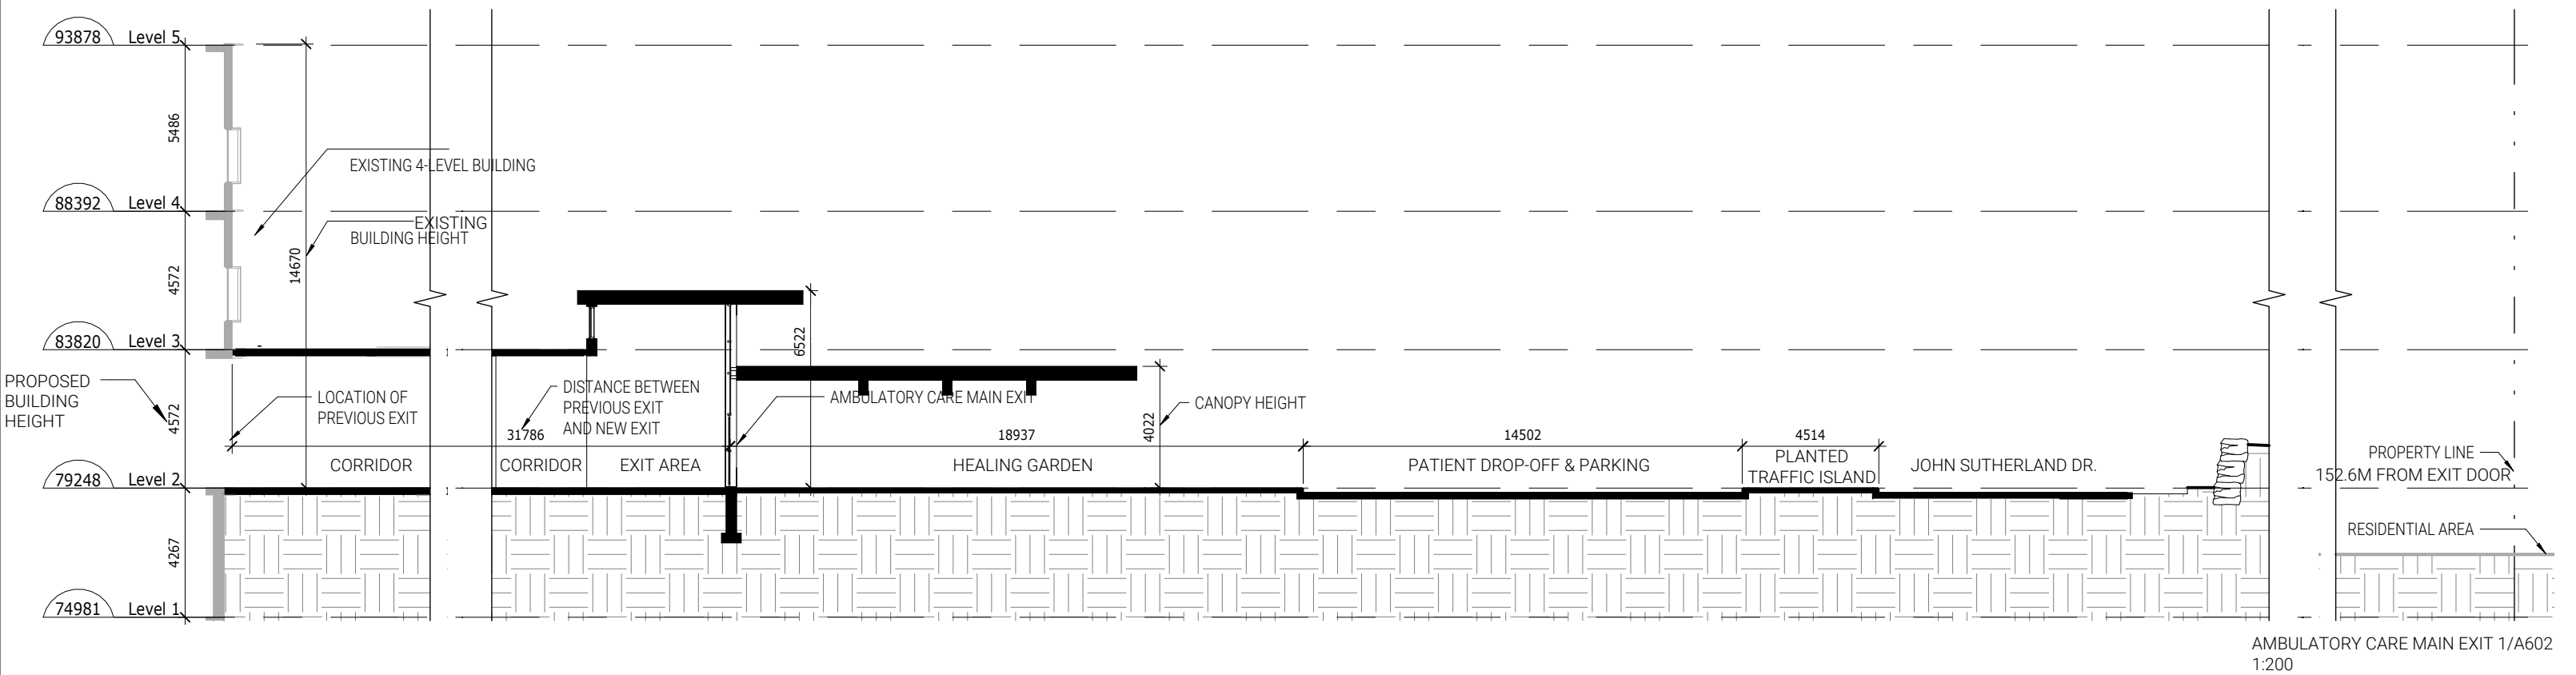 93878 Level 5
5486
EXISTING 4-LEVEL BUILDING
88392 Level 4
EXISTING
BUILDING HEIGHT
14670
4572
6522
83820 Level 3
PROPOSED
BUILDING
HEIGHT
4572
LOCATION OF
PREVIOUS EXIT
DISTANCE BETWEEN
PREVIOUS EXIT
AND NEW EXIT
AMBULATORY CARE MAIN EXIT
CANOPY HEIGHT
4022
31786
18937
14502
4514
CORRIDOR
CORRIDOR
EXIT AREA
HEALING GARDEN
PATIENT DROP-OFF & PARKING
PLANTED
TRAFFIC ISLAND
JOHN SUTHERLAND DR.
PROPERTY LINE
152.6M FROM EXIT DOOR
79248 Level 2
RESIDENTIAL AREA
4267
74981 Level 1
AMBULATORY CARE MAIN EXIT 1/A602
1:200